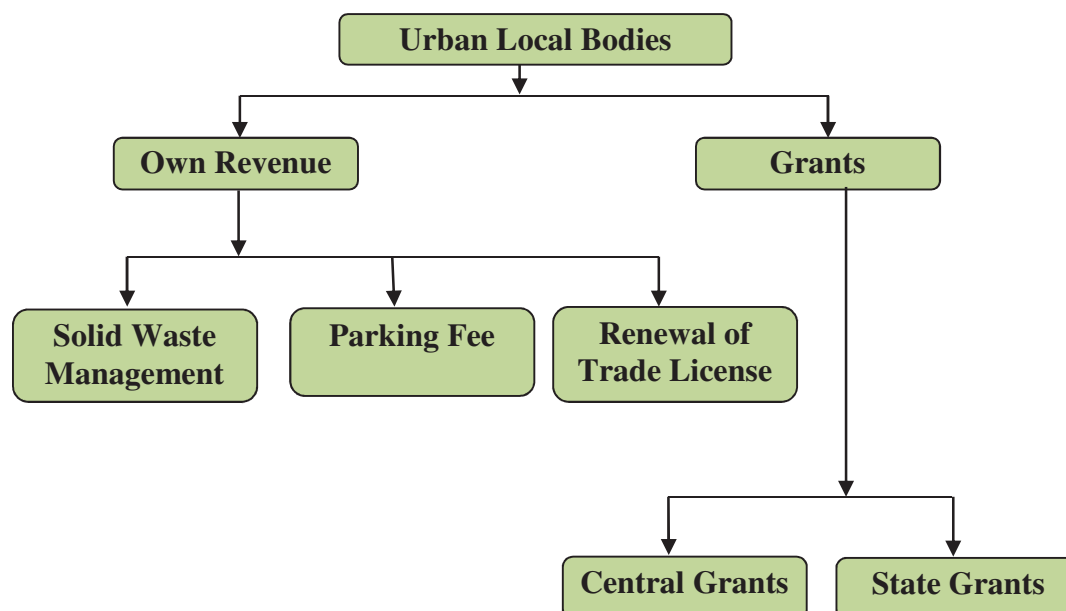 Urban Local Bodies
Own Revenue
Grants
Solid Waste
Management
Parking Fee
Renewal of
Trade License
Central Grants
State Grants